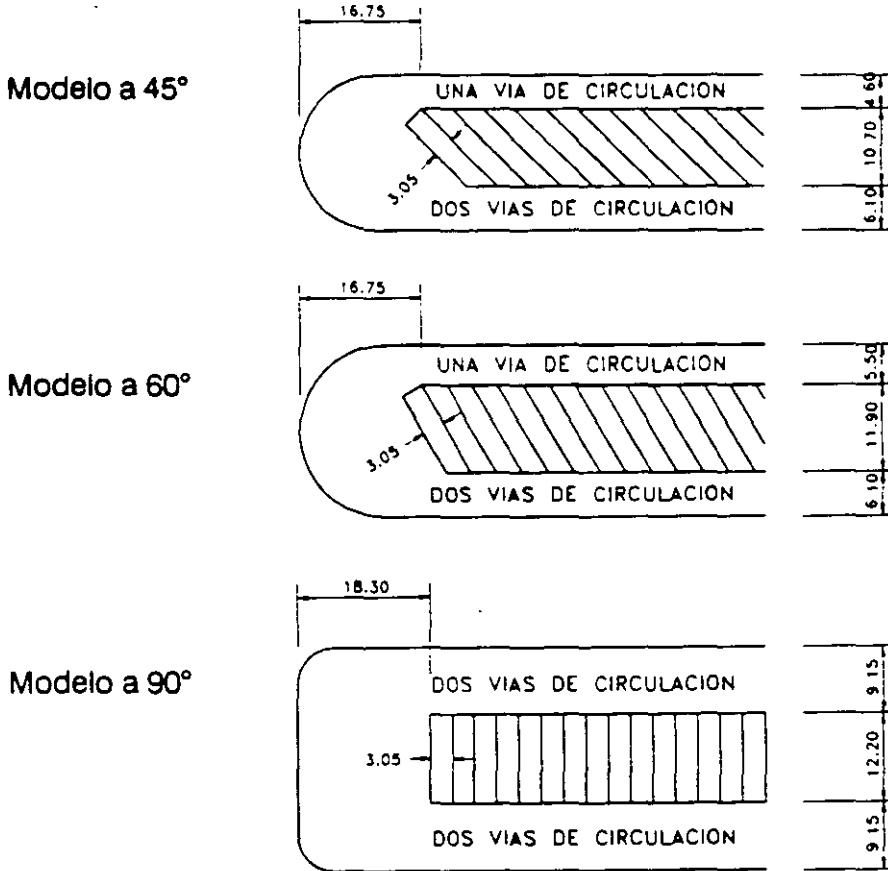 16.75
Modelo a 45°
UNA VIA DE CIRCULACION
4 60
10 70
3.05
DOS VIAS DE CIRCULACION
6.10
16.75
Modelo a 60°
UNA VIA DE CIRCULACION
5.50
11.90
3.05
DOS VIAS DE CIRCULACION
6.10
18.30
Modelo a 90°
DOS VIAS DE CIRCULACION
9 15
3.05
12.20
DOS VIAS DE CIRCULACION
9 15